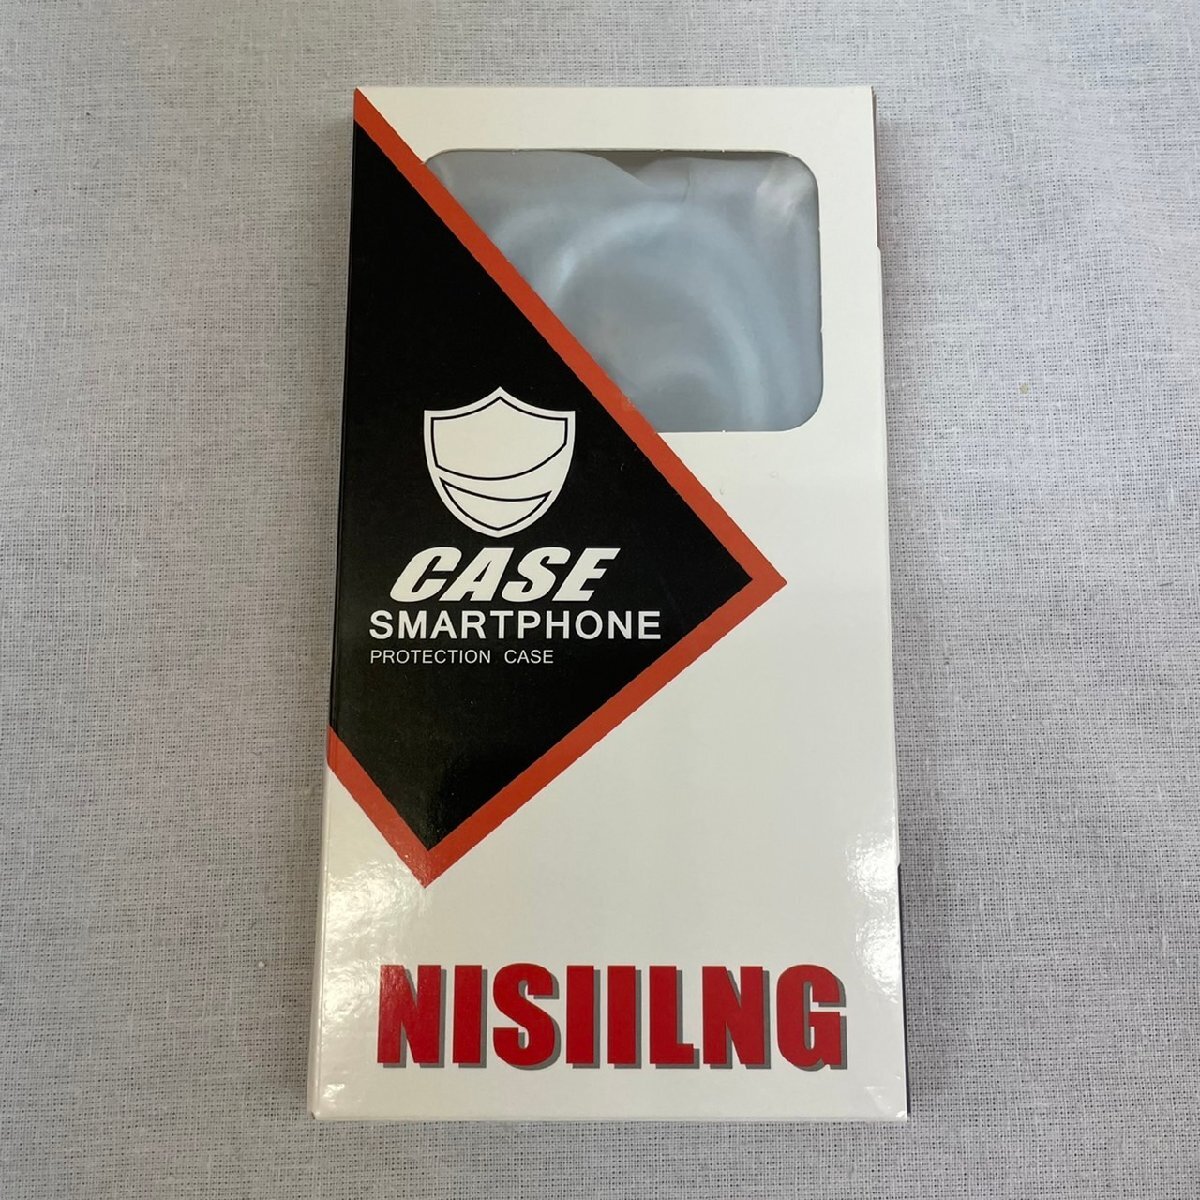 CASE
SMARTPHONE
PROTECTION CASE
NISIILNG